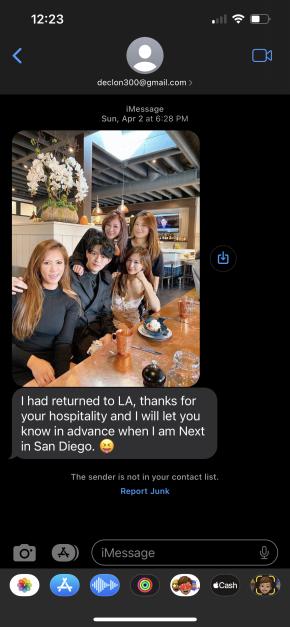 12:23
declon300@gmail.com >
iMessage
Sun, Apr 2 at 6:28 PM
I had returned to LA, thanks for
your hospitality and I will let you
know in advance when I am Next
in San Diego. 😝
The sender is not in your contact list.
Report Junk
iMessage
Cash